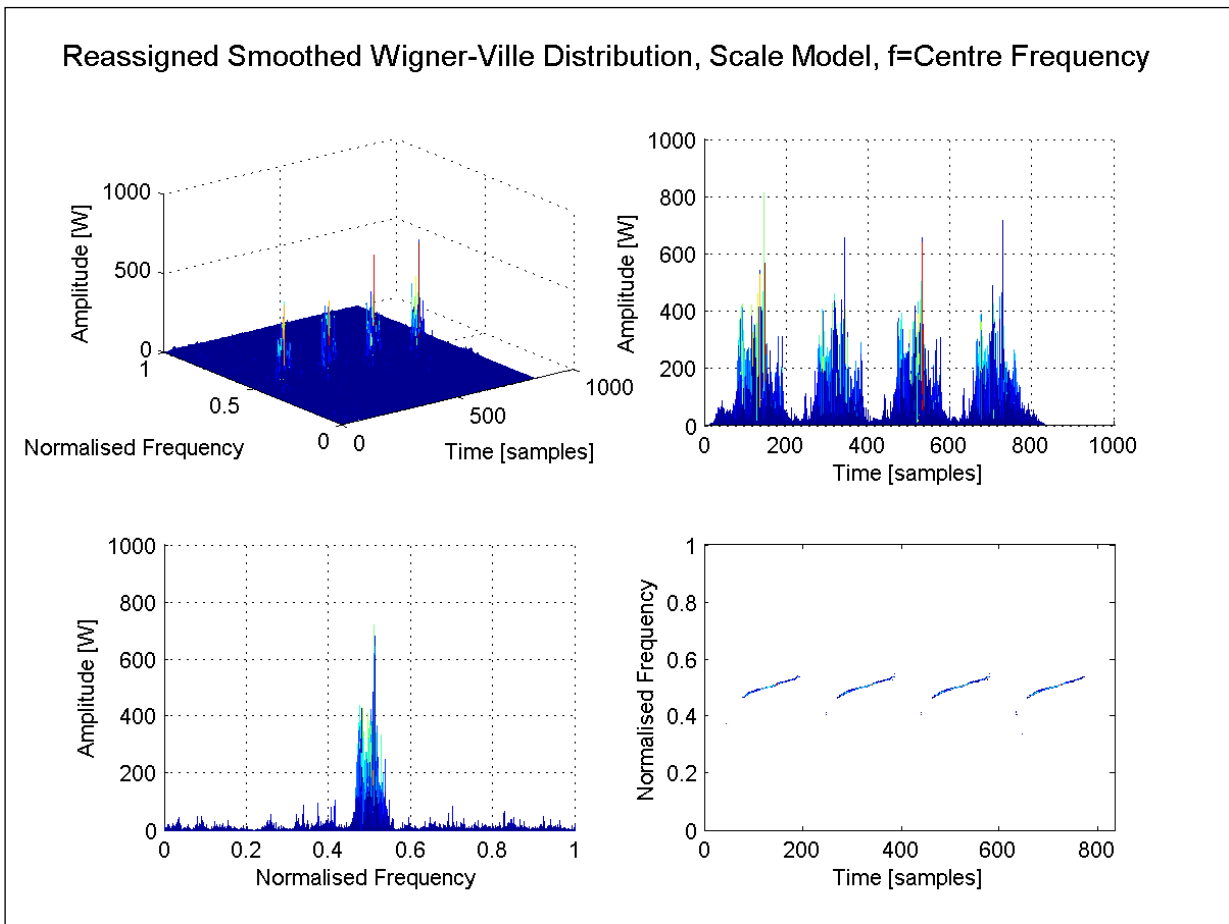 Reassigned Smoothed Wigner-Ville Distribution, Scale Model, f=Centre Frequency
Amplitude [W]
1000
500
0
1
0.5
0
Normalised Frequency
0
500
1000
Time [samples]
Amplitude [W]
1000
800
600
400
200
0
0 200 400 600 800 1000
Time [samples]
Amplitude [W]
1000
800
600
400
200
0
0 0.2 0.4 0.6 0.8 1
Normalised Frequency
Normalised Frequency
1
0.8
0.6
0.4
0.2
0
0 200 400 600 800
Time [samples]